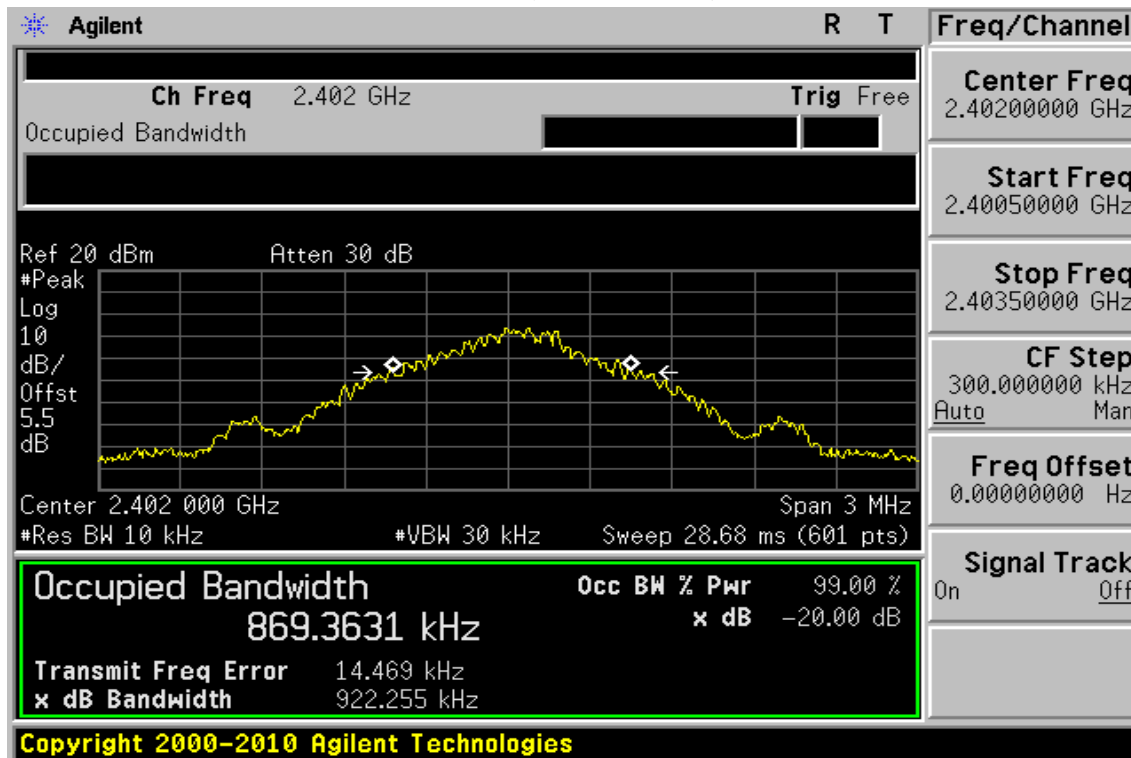 Agilent
R T
Freq/Channel
Ch Freq 2.402 GHz
Trig Free
Occupied Bandwidth
Center Freq
2.40200000 GHz
Start Freq
2.40050000 GHz
Stop Freq
2.40350000 GHz
CF Step
300.000000 kHz
Auto Man
Freq Offset
0.00000000 Hz
Signal Track
On Off
Ref 20 dBm
Atten 30 dB
#Peak
Log
10
dB/
Offst
5.5
dB
Center 2.402 000 GHz
Span 3 MHz
#Res BW 10 kHz
#VBW 30 kHz
Sweep 28.68 ms (601 pts)
Occupied Bandwidth
869.3631 kHz
Occ BW % Pwr 99.00 %
x dB -20.00 dB
Transmit Freq Error 14.469 kHz
x dB Bandwidth 922.255 kHz
Copyright 2000-2010 Agilent Technologies